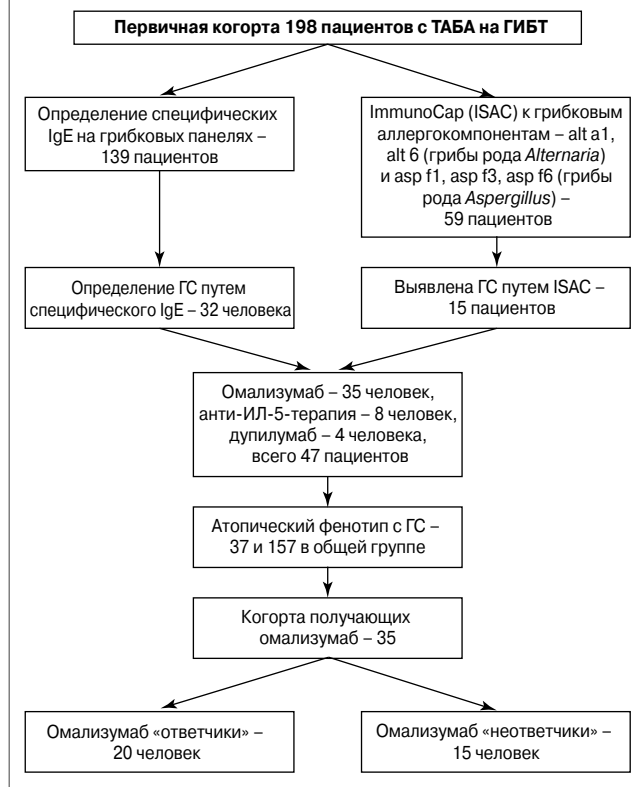 Первичная когорта 198 пациентов с ТАБА на ГИБТ
Определение специфических
IgE на грибковых панелях –
139 пациентов
ImmunoCap (ISAC) к грибковым
аллергокомпонентам – alt a1,
alt 6 (грибы рода Alternaria)
и asp f1, asp f3, asp f6 (грибы
рода Aspergillus) –
59 пациентов
Определение ГС путем
специфического IgE – 32 человека
Выявлена ГС путем ISAC –
15 пациентов
Омализумаб – 35 человек,
анти-ИЛ-5-терапия – 8 человек,
дупилумаб – 4 человека,
всего 47 пациентов
Атопический фенотип с ГС –
37 и 157 в общей группе
Когорта получающих
омализумаб – 35
Омализумаб «ответчики» –
20 человек
Омализумаб «неответчики» –
15 человек